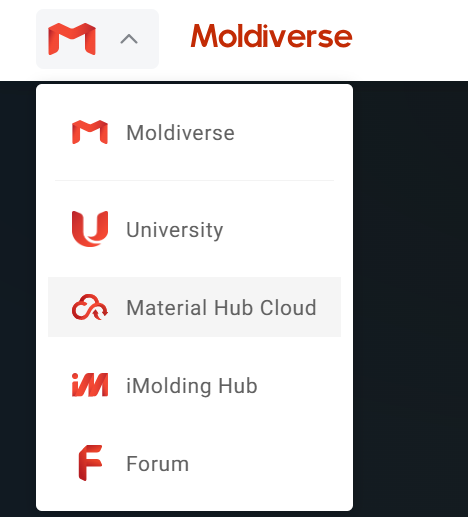 Moldiverse
Moldiverse
University
Material Hub Cloud
iMolding Hub
Forum